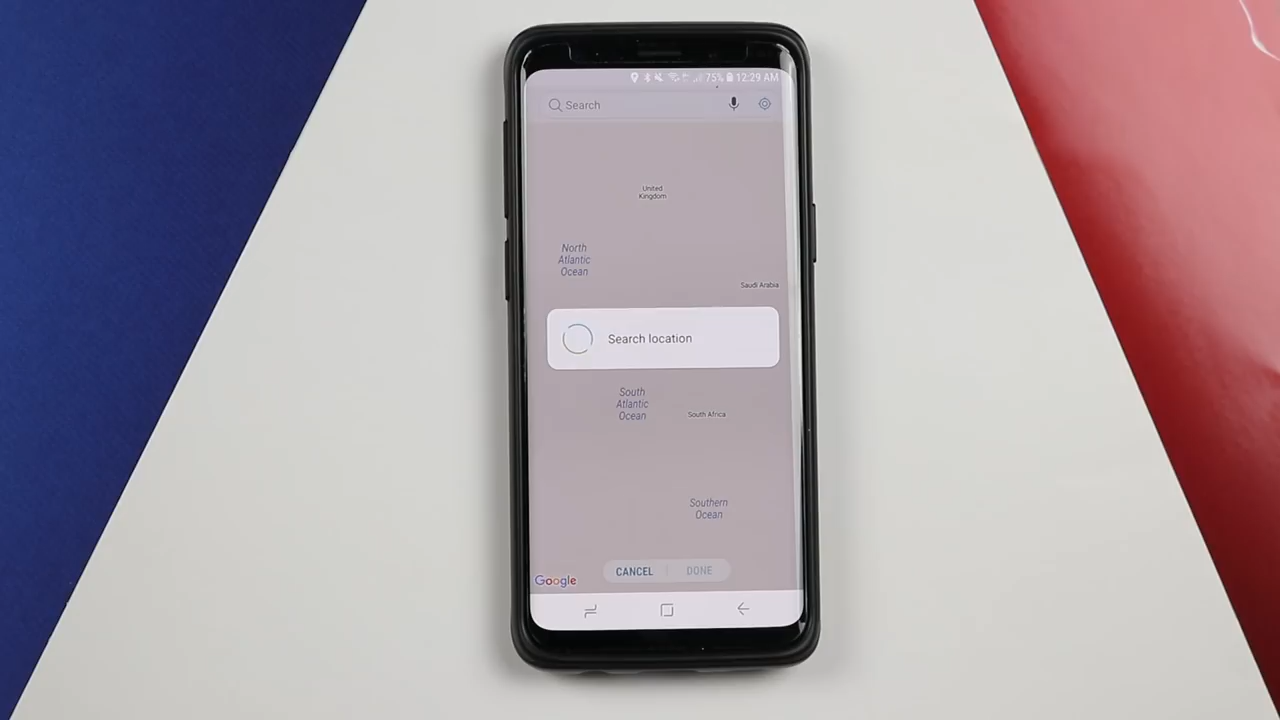 75% 12:29 AM
Search
United
Kingdom
North
Atlantic
Ocean
Saudi Arabia
Search location
South
Atlantic
Ocean
South Africa
Southern
Ocean
CANCEL DONE
Google